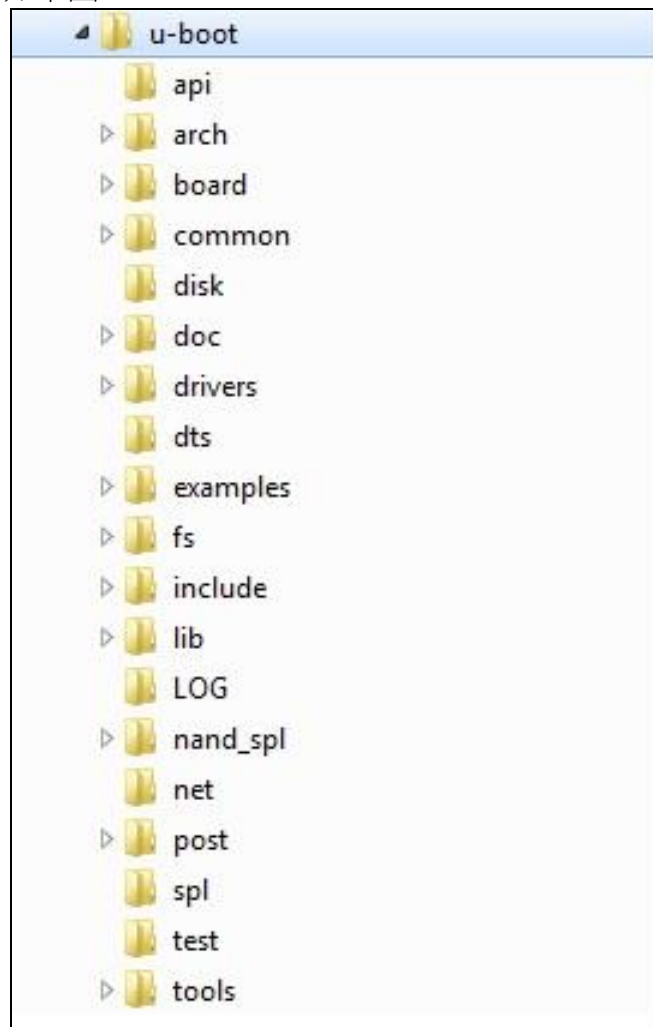 u-boot
api
arch
board
common
disk
doc
drivers
dts
examples
fs
include
lib
LOG
nand_spl
net
post
spl
test
tools